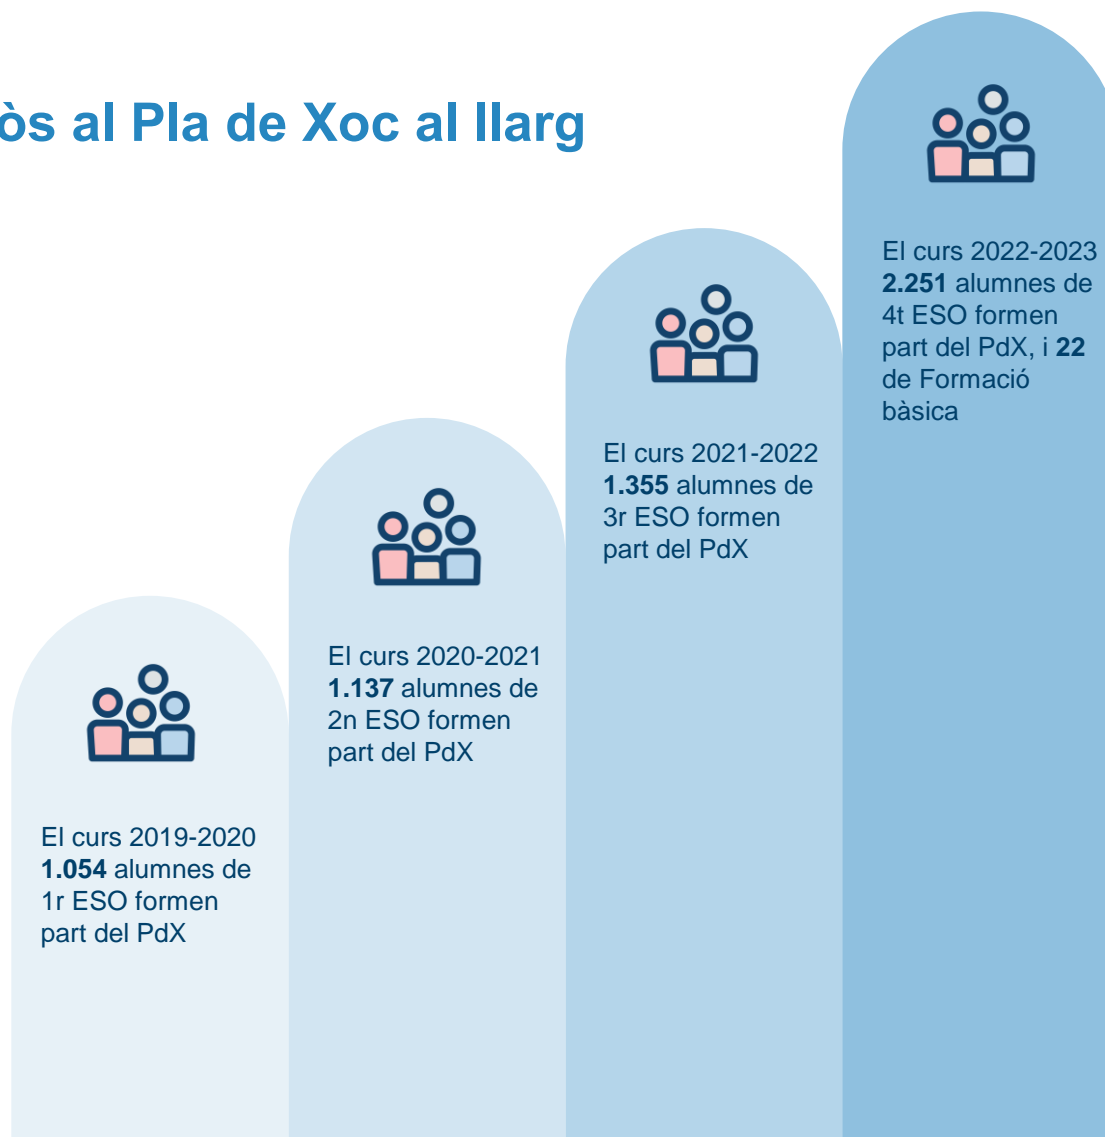 òs al Pla de Xoc al llarg
El curs 2022-2023
2.251 alumnes de
4t ESO formen
part del PdX, i 22
de Formació
bàsica
El curs 2021-2022
1.355 alumnes de
3r ESO formen
part del PdX
El curs 2020-2021
1.137 alumnes de
2n ESO formen
part del PdX
El curs 2019-2020
1.054 alumnes de
1r ESO formen
part del PdX